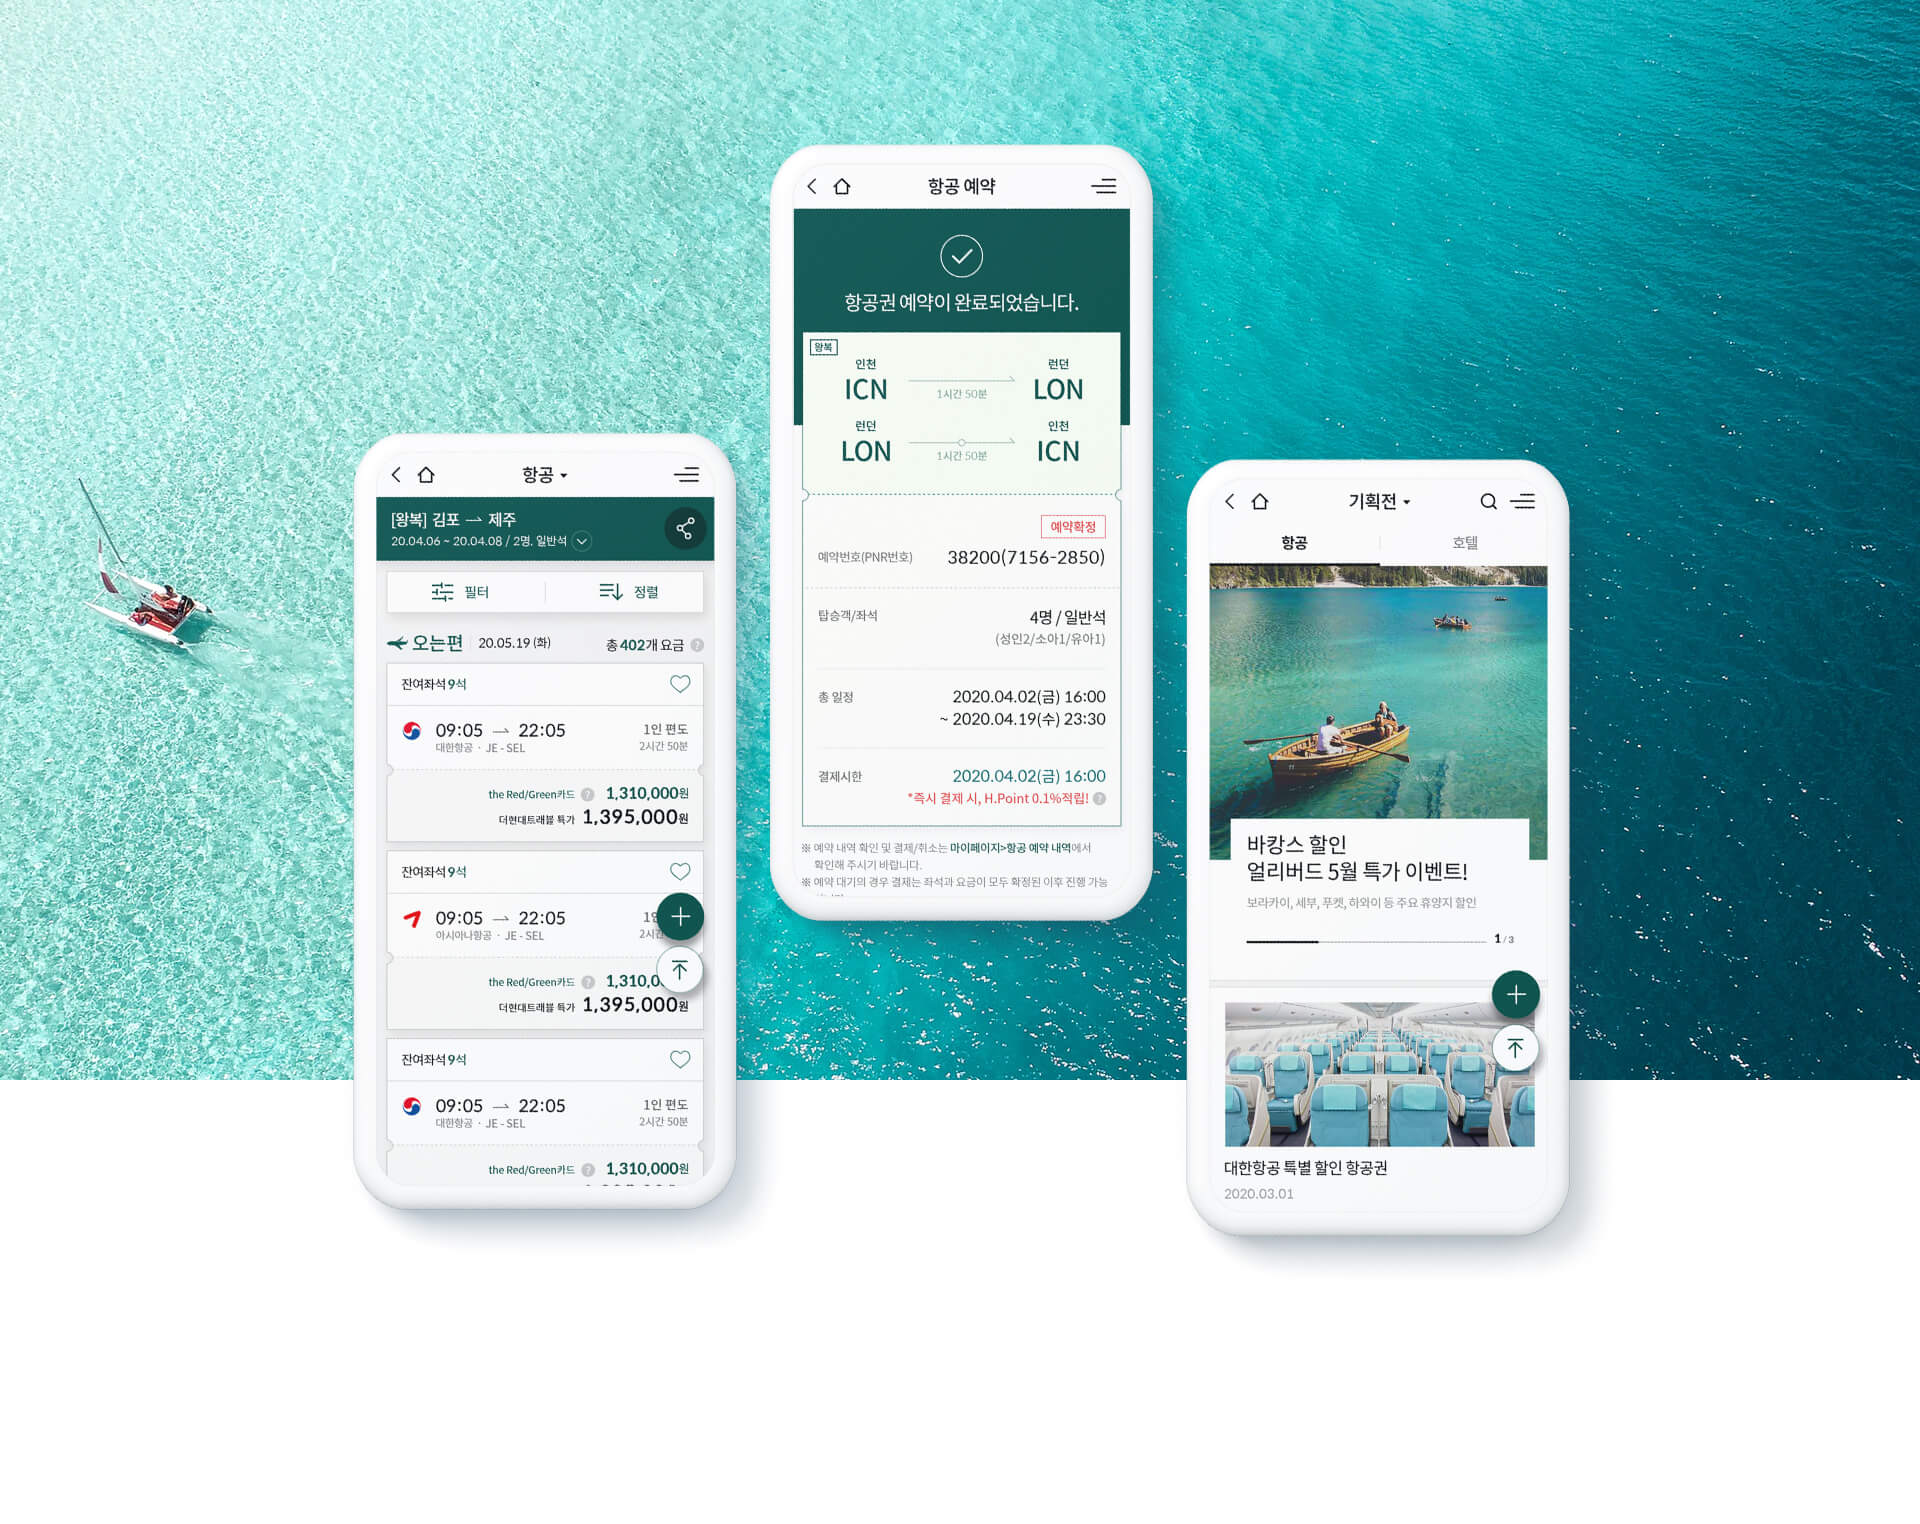 항공
[왕복] 김포 → 제주
20.04.06 ~ 20.04.08 / 2명. 일반석
필터
정렬
오는편 20.05.19 (화) 총 402개 요금 ?
잔여좌석 9석
09:05 → 22:05 1인 편도
대한항공 · JE - SEL 2시간 50분
the Red/Green카드 ? 1,310,000원
더현대트래블 특가 1,395,000원
잔여좌석 9석
09:05 → 22:05
아시아나항공 · JE - SEL 2시간
the Red/Green카드 ? 1,310,0
더현대트래블 특가 1,395,000원
잔여좌석 9석
09:05 → 22:05 1인 편도
대한항공 · JE - SEL 2시간 50분
the Red/Green카드 ? 1,310,000원
항공 예약
항공권 예약이 완료되었습니다.
왕복
인천 런던
ICN LON
1시간 50분
런던 인천
LON ICN
1시간 50분
예약확정
예약번호(PNR번호) 38200(7156-2850)
탑승객/좌석 4명 / 일반석
(성인2/소아1/유아1)
총 일정 2020.04.02(금) 16:00
~ 2020.04.19(수) 23:30
결제시한 2020.04.02(금) 16:00
*즉시 결제 시, H.Point 0.1%적립! ?
※ 예약 내역 확인 및 결제/취소는 마이페이지>항공 예약 내역에서
확인해 주시기 바랍니다.
※ 예약 대기의 경우 결제는 좌석과 요금이 모두 확정된 이후 진행 가능
기획전
항공 호텔
바캉스 할인
얼리버드 5월 특가 이벤트!
보라카이, 세부, 푸켓, 하와이 등 주요 휴양지 할인
1 / 3
대한항공 특별 할인 항공권
2020.03.01